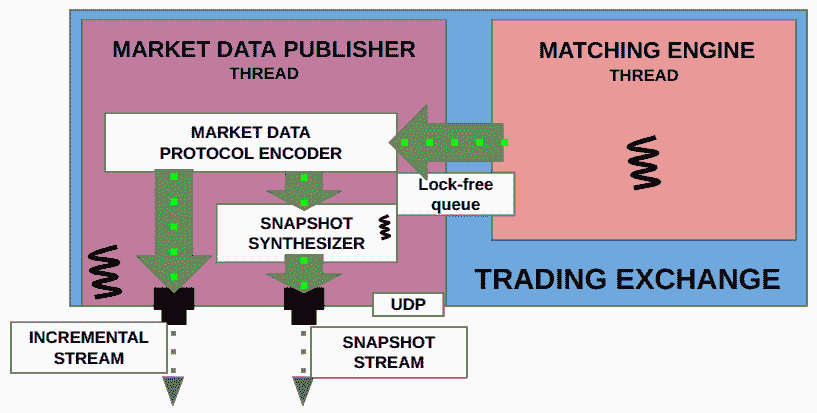 MARKET DATA PUBLISHER
THREAD
MATCHING ENGINE
THREAD
MARKET DATA
PROTOCOL ENCODER
Lock-free
queue
SNAPSHOT
SYNTHESIZER
TRADING EXCHANGE
UDP
INCREMENTAL
STREAM
SNAPSHOT
STREAM